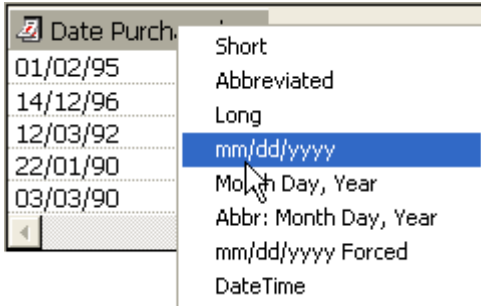 Date Purch
01/02/95
14/12/96
12/03/92
22/01/90
03/03/90
Short
Abbreviated
Long
mm/dd/yyyy
Month Day, Year
Abbr: Month Day, Year
mm/dd/yyyy Forced
DateTime